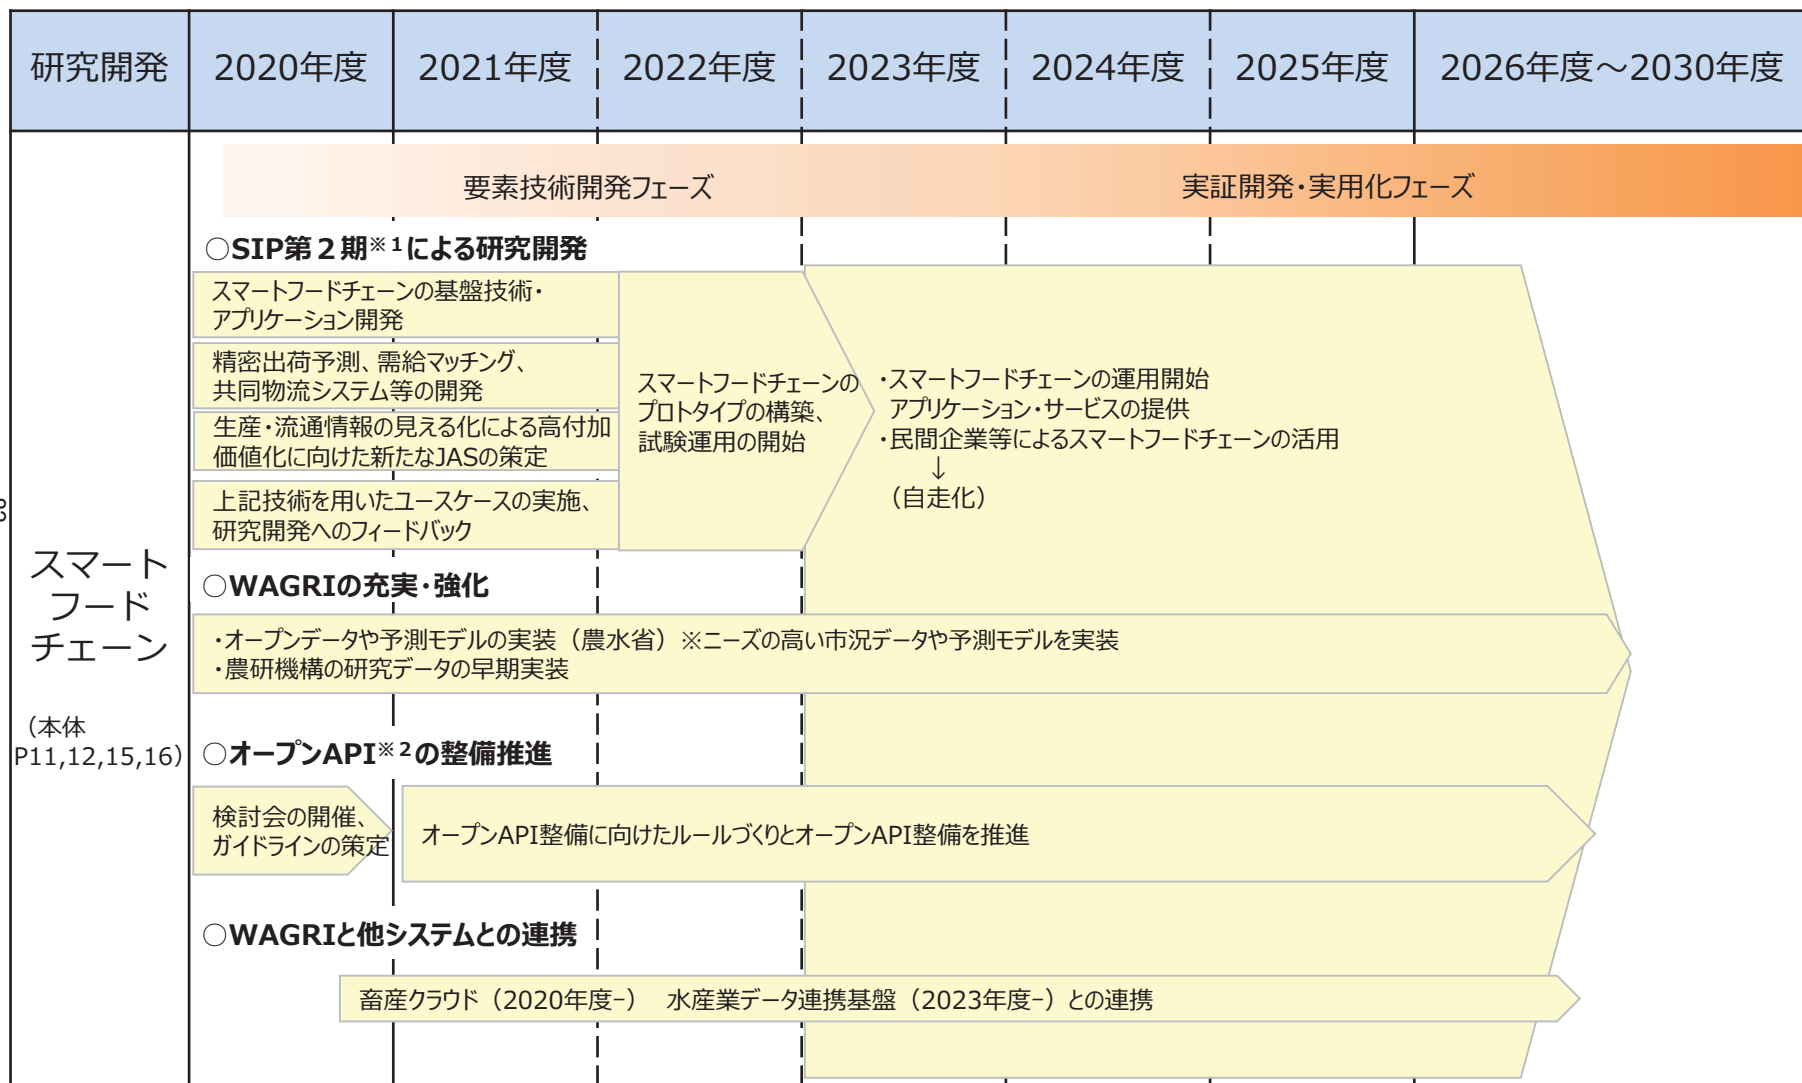 研究開発
2020年度
2021年度
2022年度
2023年度
2024年度
2025年度
2026年度～2030年度
要素技術開発フェーズ
実証開発・実用化フェーズ
○SIP第２期※１による研究開発
スマートフードチェーンの基盤技術・
アプリケーション開発
精密出荷予測、需給マッチング、
共同物流システム等の開発
生産・流通情報の見える化による高付加
価値化に向けた新たなJASの策定
上記技術を用いたユースケースの実施、
研究開発へのフィードバック
スマートフードチェーンの
プロトタイプの構築、
試験運用の開始
・スマートフードチェーンの運用開始
アプリケーション・サービスの提供
・民間企業等によるスマートフードチェーンの活用
↓
（自走化）
スマート
フード
チェーン
（本体
P11,12,15,16）
○WAGRIの充実・強化
・オープンデータや予測モデルの実装（農水省）※ニーズの高い市況データや予測モデルを実装
・農研機構の研究データの早期実装
○オープンAPI※２の整備推進
検討会の開催、
ガイドラインの策定
オープンAPI整備に向けたルールづくりとオープンAPI整備を推進
○WAGRIと他システムとの連携
畜産クラウド（2020年度−） 水産業データ連携基盤（2023年度−）との連携